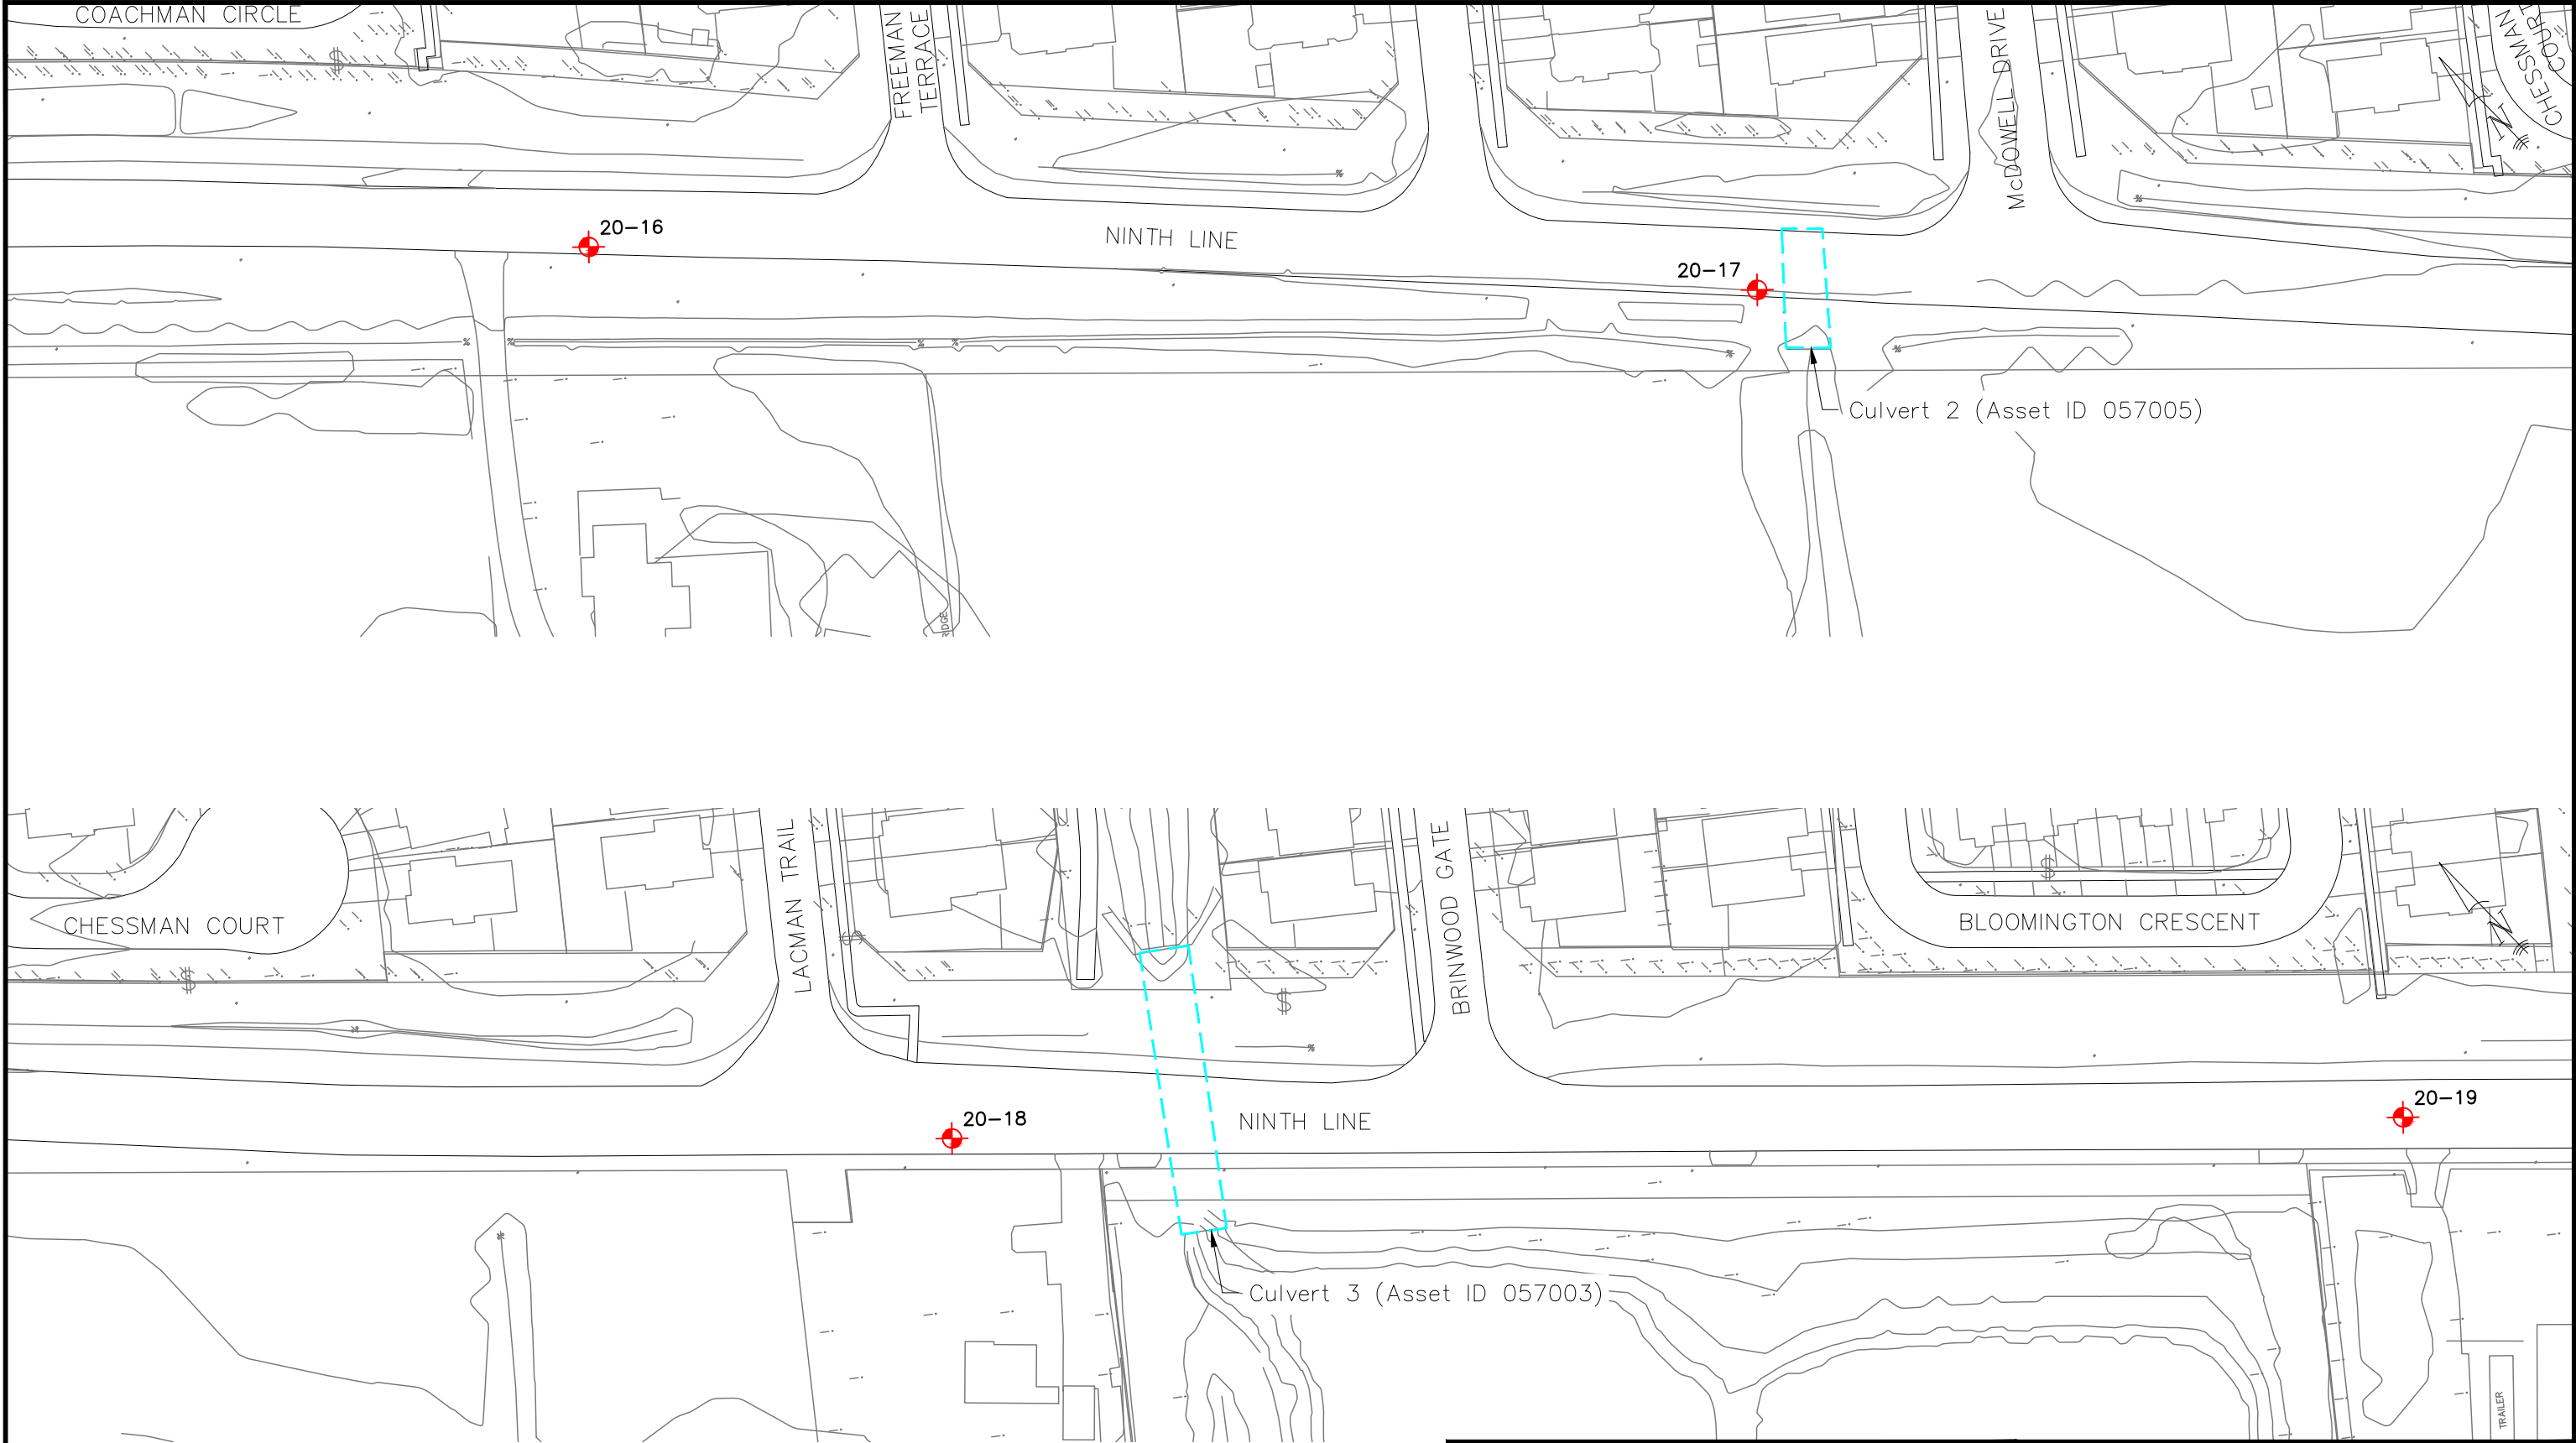 COACHMAN CIRCLE
FREEMAN
TERRACE
McDOWELL DRIVE
CHESSMAN
COURT
N
20-16
NINTH LINE
20-17
Culvert 2 (Asset ID 057005)
RIDGE
CHESSMAN COURT
LACMAN TRAIL
BRINWOOD GATE
BLOOMINGTON CRESCENT
N
20-18
NINTH LINE
20-19
Culvert 3 (Asset ID 057003)
TRAILER